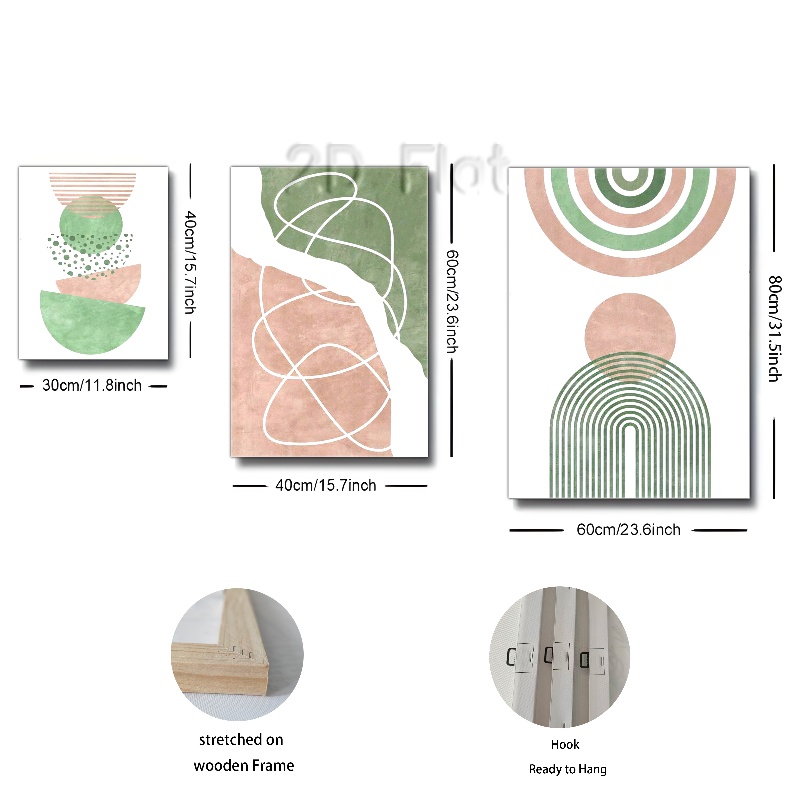 2D Flat
40cm/15.7inch
30cm/11.8inch
60cm/23.6inch
40cm/15.7inch
80cm/31.5inch
60cm/23.6inch
stretched on
wooden Frame
Hook
Ready to Hang